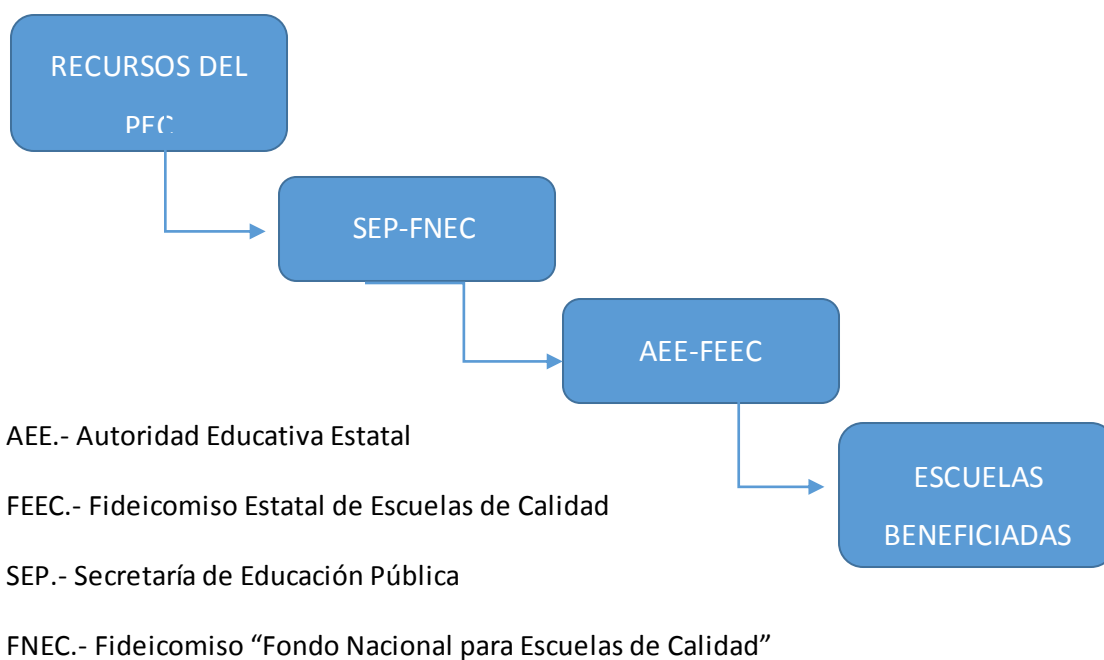 RECURSOS DEL
PEC
SEP-FNEC
AEE-FEEC
AEE.- Autoridad Educativa Estatal
ESCUELAS
BENEFICIADAS
FEEC.- Fideicomiso Estatal de Escuelas de Calidad
SEP.- Secretaría de Educación Pública
FNEC.- Fideicomiso “Fondo Nacional para Escuelas de Calidad”